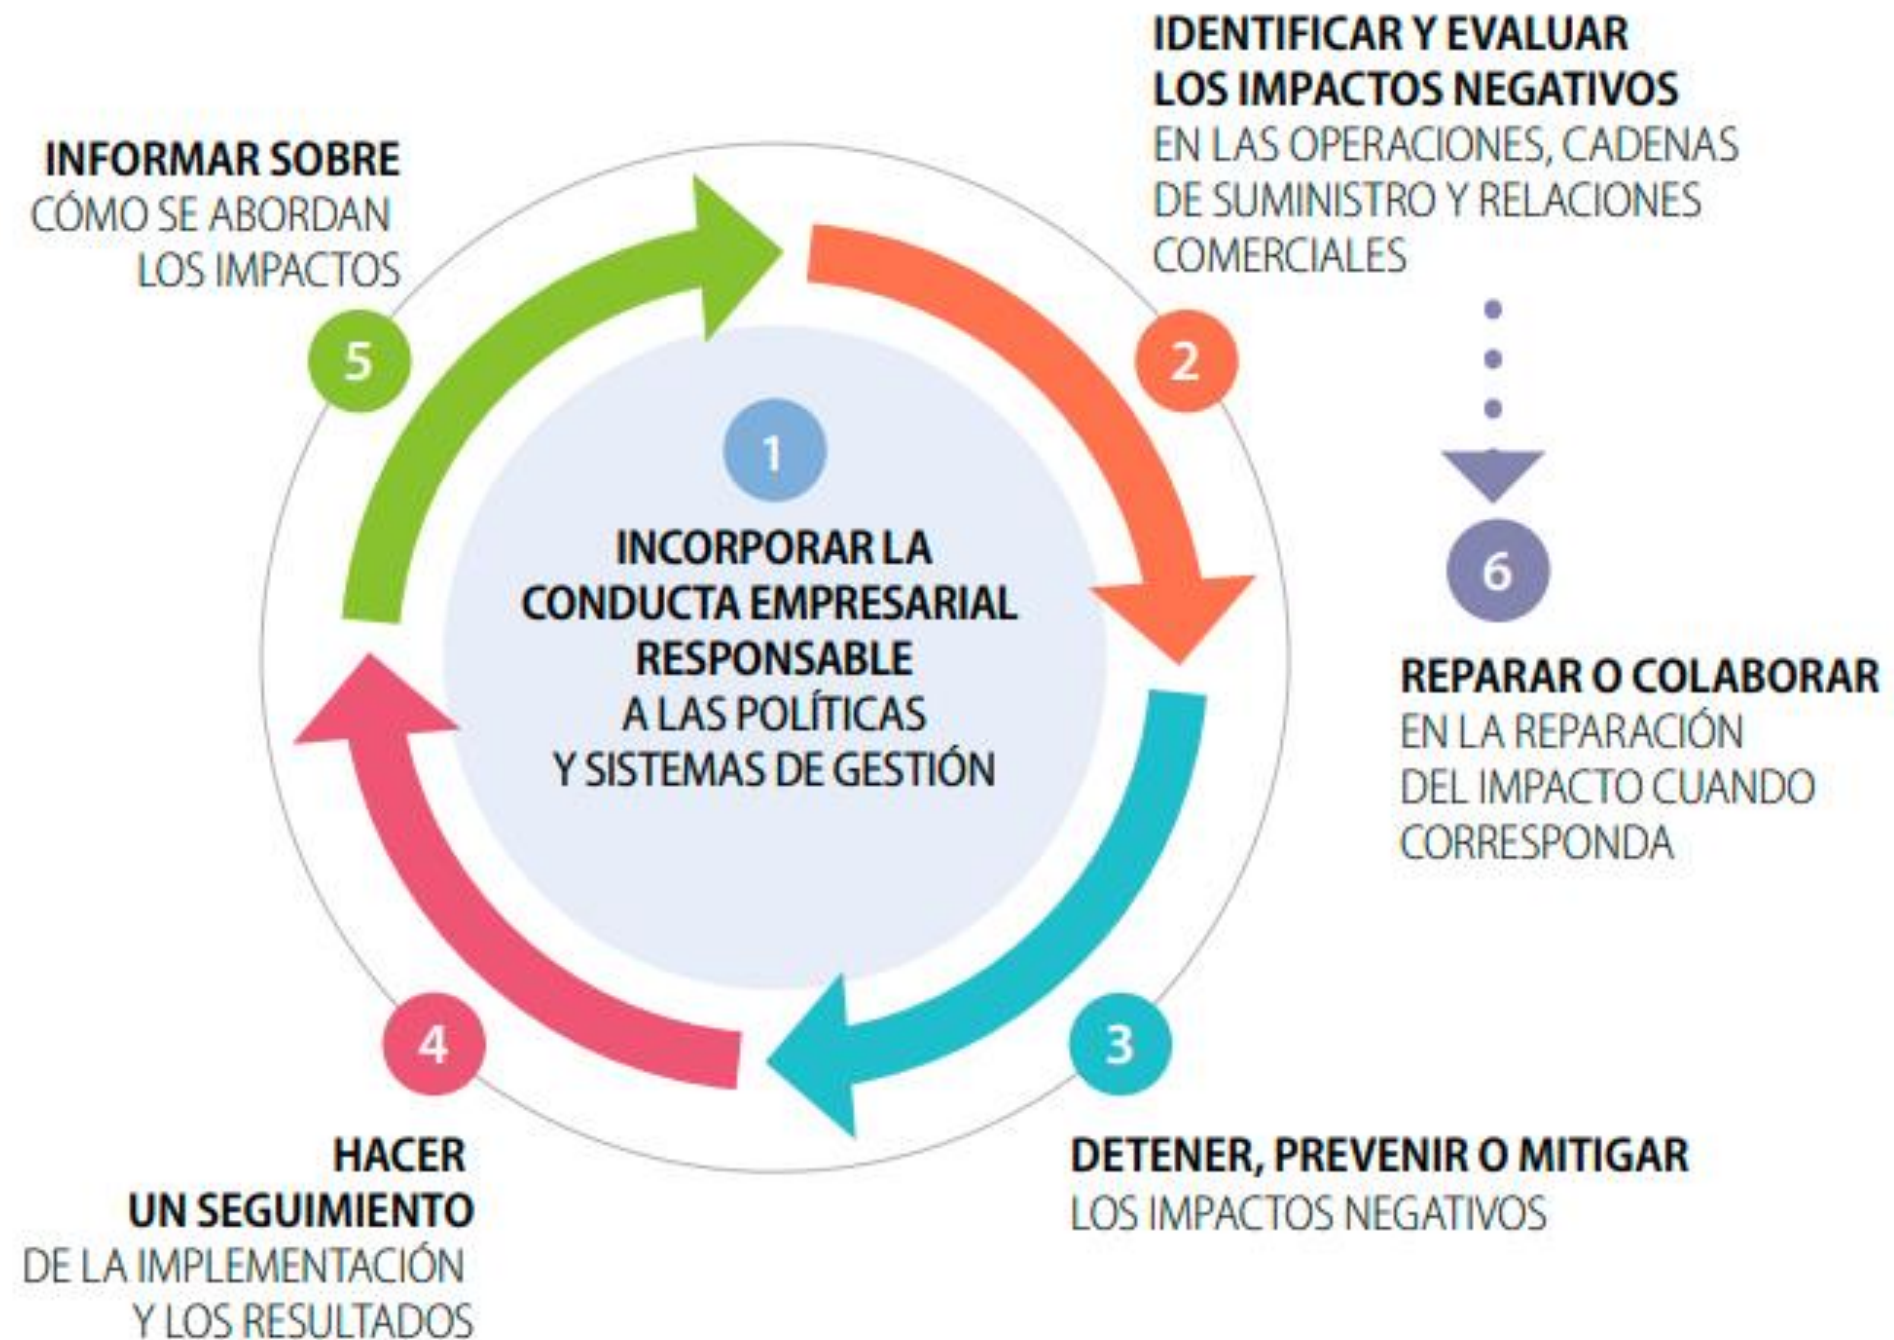 1
INCORPORAR LA
CONDUCTA EMPRESARIAL
RESPONSABLE
A LAS POLÍTICAS
Y SISTEMAS DE GESTIÓN
IDENTIFICAR Y EVALUAR
LOS IMPACTOS NEGATIVOS
EN LAS OPERACIONES, CADENAS
DE SUMINISTRO Y RELACIONES
COMERCIALES
2
3
DETENER, PREVENIR O MITIGAR
LOS IMPACTOS NEGATIVOS
4
HACER
UN SEGUIMIENTO
DE LA IMPLEMENTACIÓN
Y LOS RESULTADOS
INFORMAR SOBRE
CÓMO SE ABORDAN
LOS IMPACTOS
5
6
REPARAR O COLABORAR
EN LA REPARACIÓN
DEL IMPACTO CUANDO
CORRESPONDA